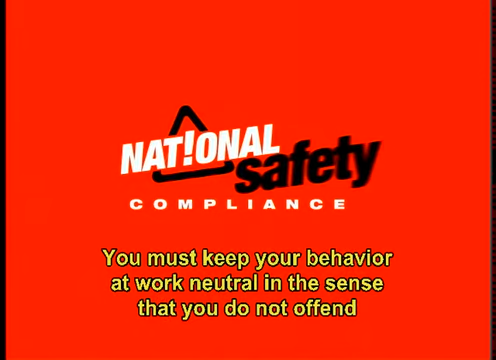 NAT!ONAL
safety
COMPLIANCE
You must keep your behavior
at work neutral in the sense
that you do not offend